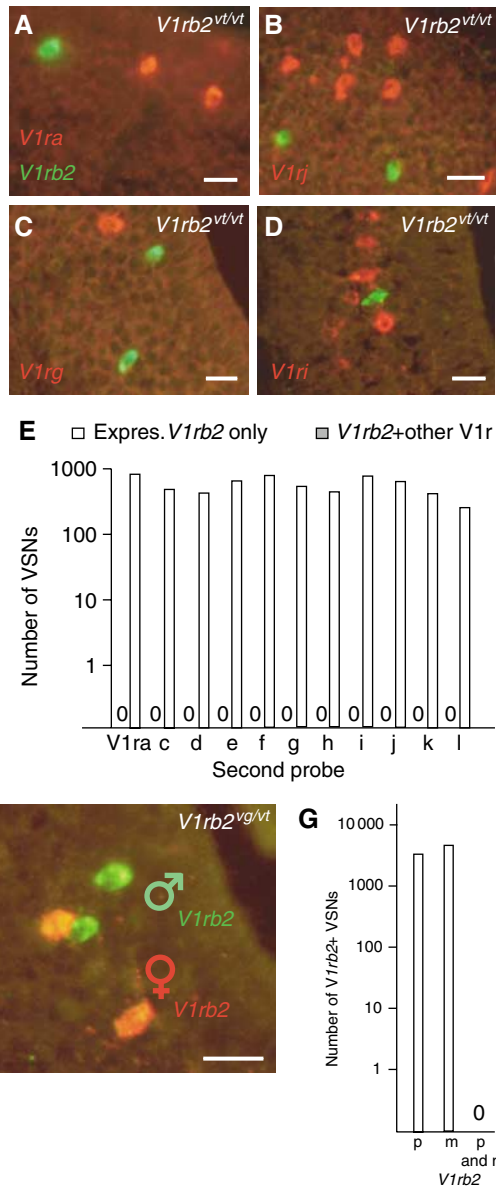 A V1rb2vt/vt
V1ra
V1rb2
B V1rb2vt/vt
V1rj
C V1rb2vt/vt
V1rg
D V1rb2vt/vt
V1ri
E
Expres. V1rb2 only V1rb2+other V1r
Number of VSNs
1000
100
10
1
0 0 0 0 0 0 0 0 0 0 0
V1ra c d e f g h i j k l
Second probe
V1rb2vg/vt
♂
V1rb2
♀
V1rb2
G
Number of V1rb2+ VSNs
10 000
1000
100
10
1
0
p m p
and
V1rb2